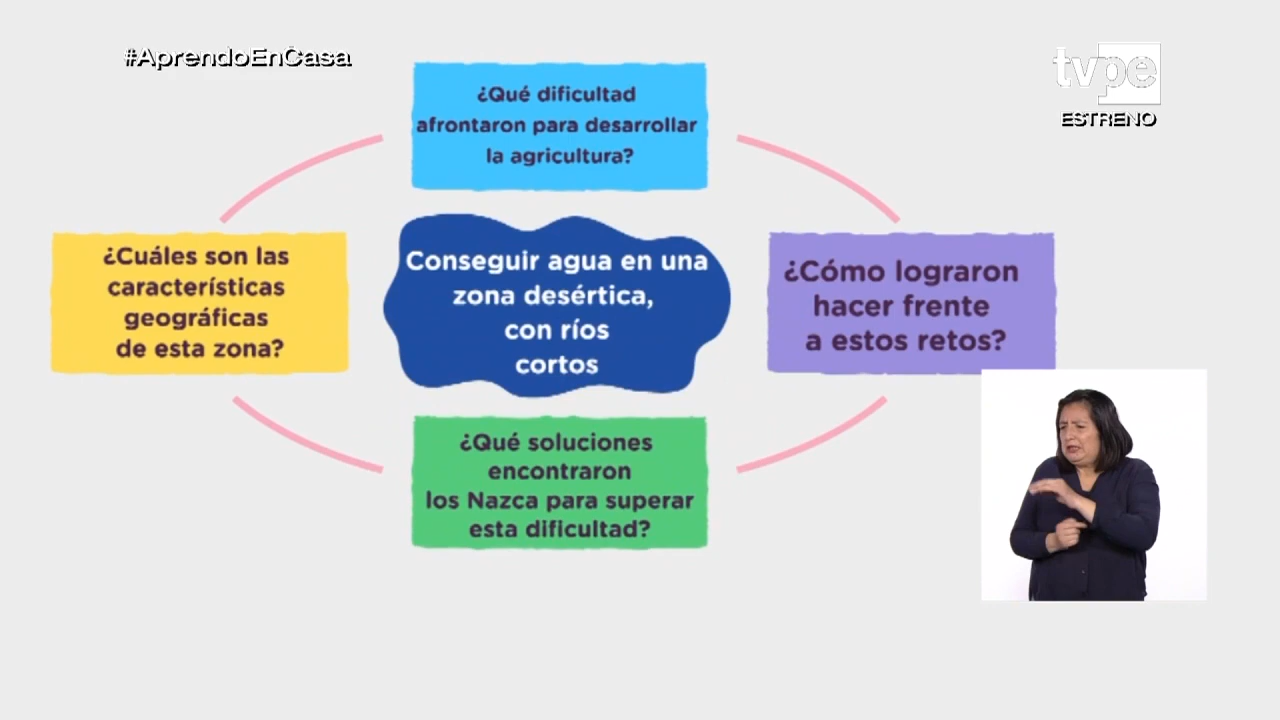 #AprendoEnCasa
tvpe
ESTRENO
¿Qué dificultad
afrontaron para desarrollar
la agricultura?
¿Cuáles son las
características
geográficas
de esta zona?
Conseguir agua en una
zona desértica,
con ríos
cortos
¿Cómo lograron
hacer frente
a estos retos?
¿Qué soluciones
encontraron
los Nazca para superar
esta dificultad?